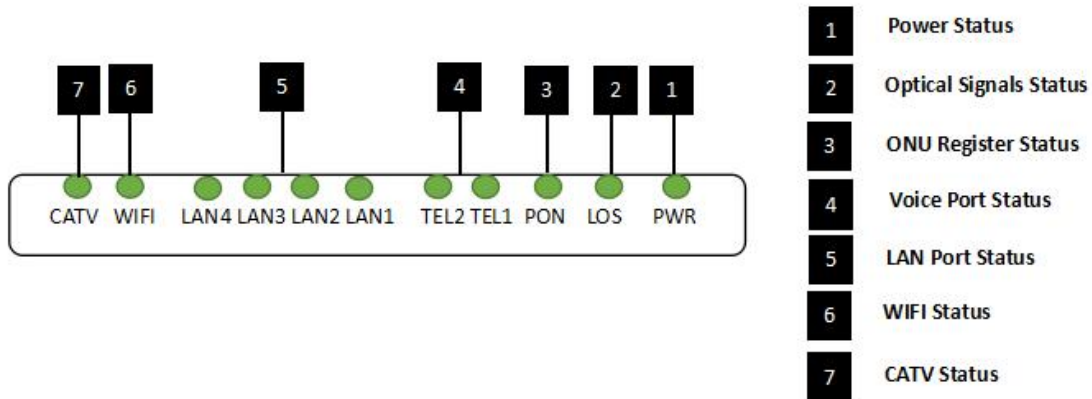 7 6 5 4 3 2 1
CATV WIFI LAN4 LAN3 LAN2 LAN1 TEL2 TEL1 PON LOS PWR
1 Power Status
2 Optical Signals Status
3 ONU Register Status
4 Voice Port Status
5 LAN Port Status
6 WIFI Status
7 CATV Status